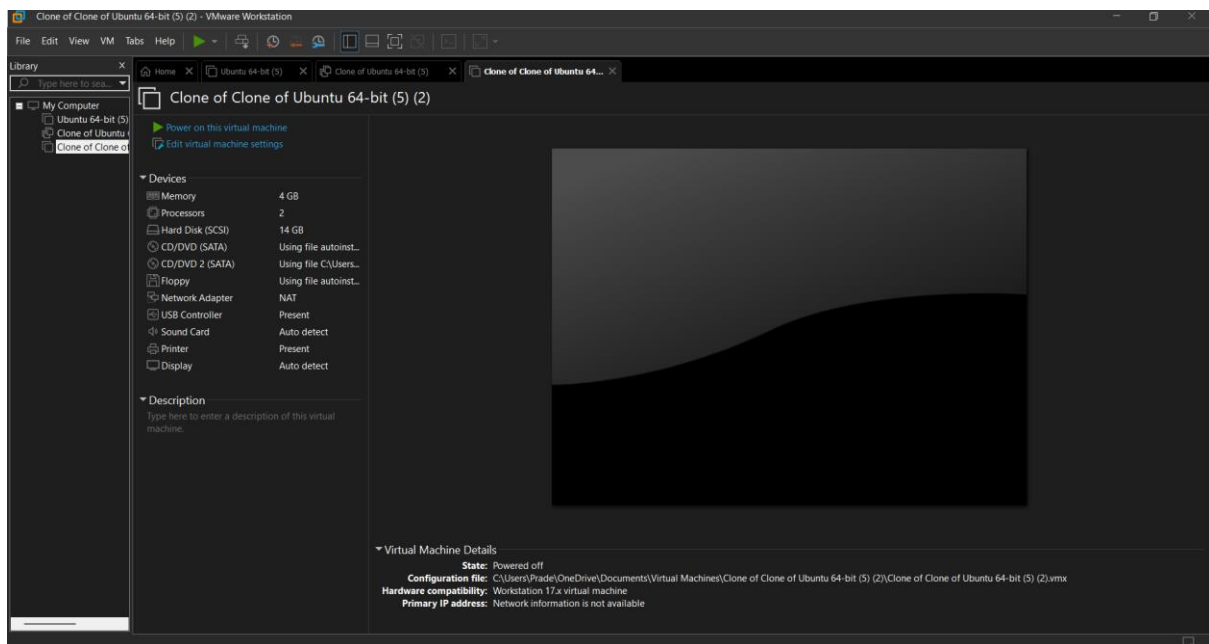 Clone of Clone of Ubuntu 64-bit (5) (2) - VMware Workstation
File Edit View VM Tabs Help
Library X
Type here to sea...
My Computer
Ubuntu 64-bit (5)
Clone of Ubuntu
Clone of Clone of
Home X Ubuntu 64-bit (5) X Clone of Ubuntu 64-bit (5) X Clone of Clone of Ubuntu 64... X
Clone of Clone of Ubuntu 64-bit (5) (2)
Power on this virtual machine
Edit virtual machine settings
Devices
Memory 4 GB
Processors 2
Hard Disk (SCSI) 14 GB
CD/DVD (SATA) Using file autoinst...
CD/DVD 2 (SATA) Using file C:\Users...
Floppy Using file autoinst...
Network Adapter NAT
USB Controller Present
Sound Card Auto detect
Printer Present
Display Auto detect
Description
Type here to enter a description of this virtual
machine.
Virtual Machine Details
State: Powered off
Configuration file: C:\Users\Prade\OneDrive\Documents\Virtual Machines\Clone of Clone of Ubuntu 64-bit (5) (2)\Clone of Clone of Ubuntu 64-bit (5) (2).vmx
Hardware compatibility: Workstation 17.x virtual machine
Primary IP address: Network information is not available